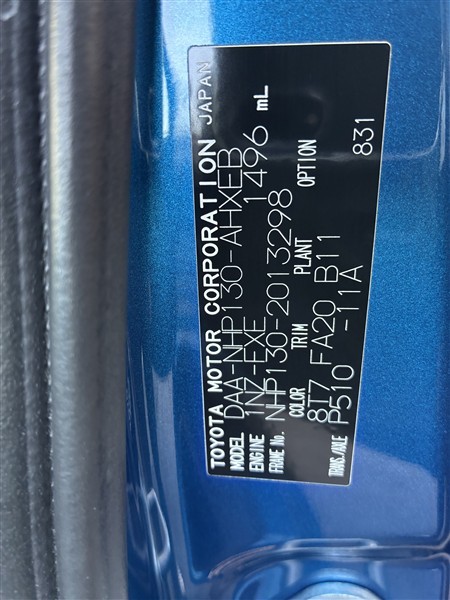 TOYOTA MOTOR CORPORATION JAPAN
MODEL DAA-NHP130-AHXEB
ENGINE 1NZ-FXE 1496 mL
FRAME No. NHP130-2013298
COLOR TRIM PLANT OPTION
8T7 FA20 B11 831
TRANS./AXLE P510 -11A